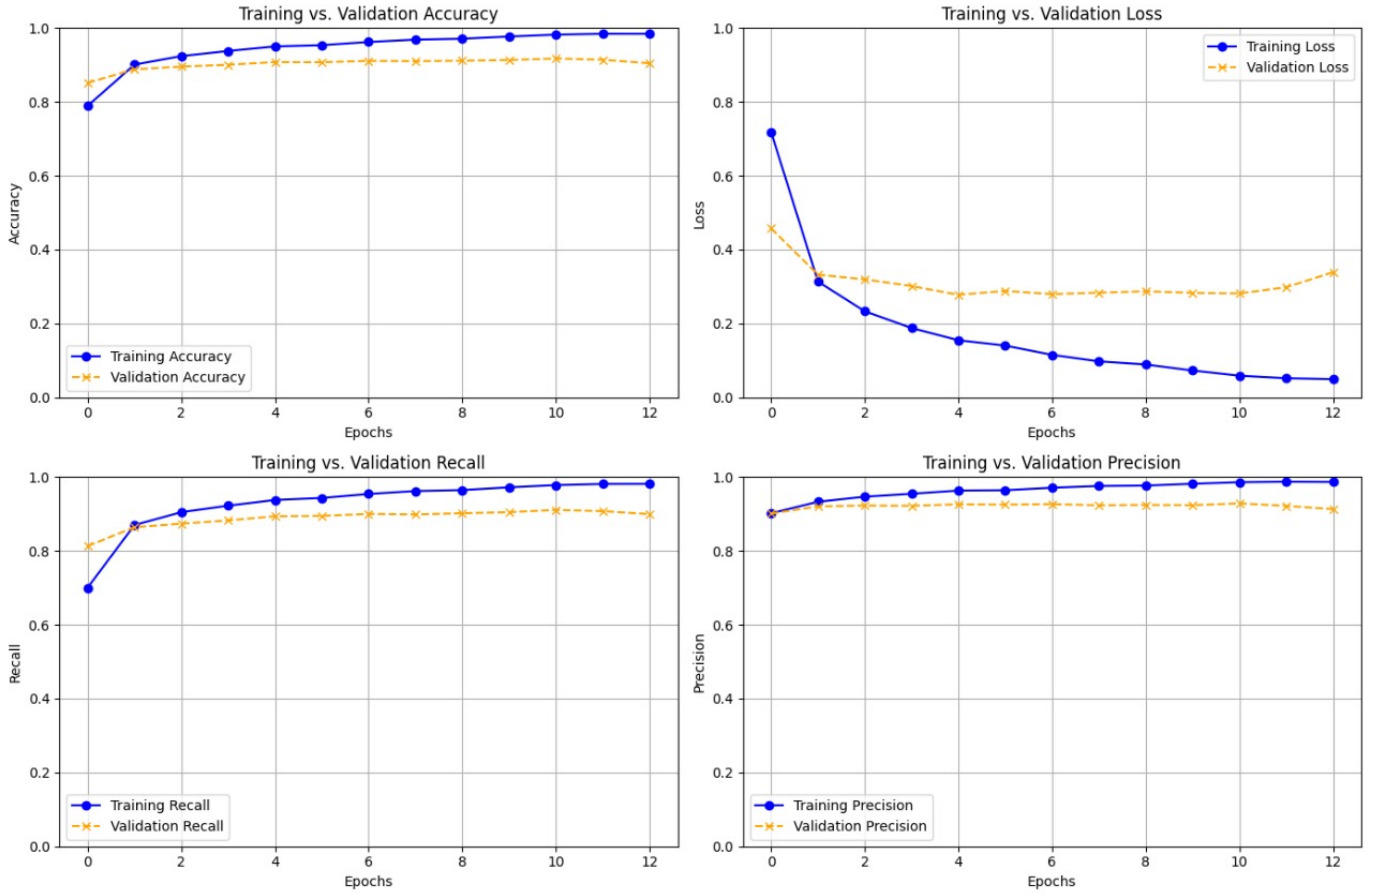 Training vs. Validation Accuracy
1.0
0.8
0.6
0.4
0.2
0.0
Accuracy
Training Accuracy
Validation Accuracy
0 2 4 6 8 10 12
Epochs
Training vs. Validation Loss
1.0
0.8
0.6
0.4
0.2
0.0
Loss
Training Loss
Validation Loss
0 2 4 6 8 10 12
Epochs
Training vs. Validation Recall
1.0
0.8
0.6
0.4
0.2
0.0
Recall
Training Recall
Validation Recall
0 2 4 6 8 10 12
Epochs
Training vs. Validation Precision
1.0
0.8
0.6
0.4
0.2
0.0
Precision
Training Precision
Validation Precision
0 2 4 6 8 10 12
Epochs